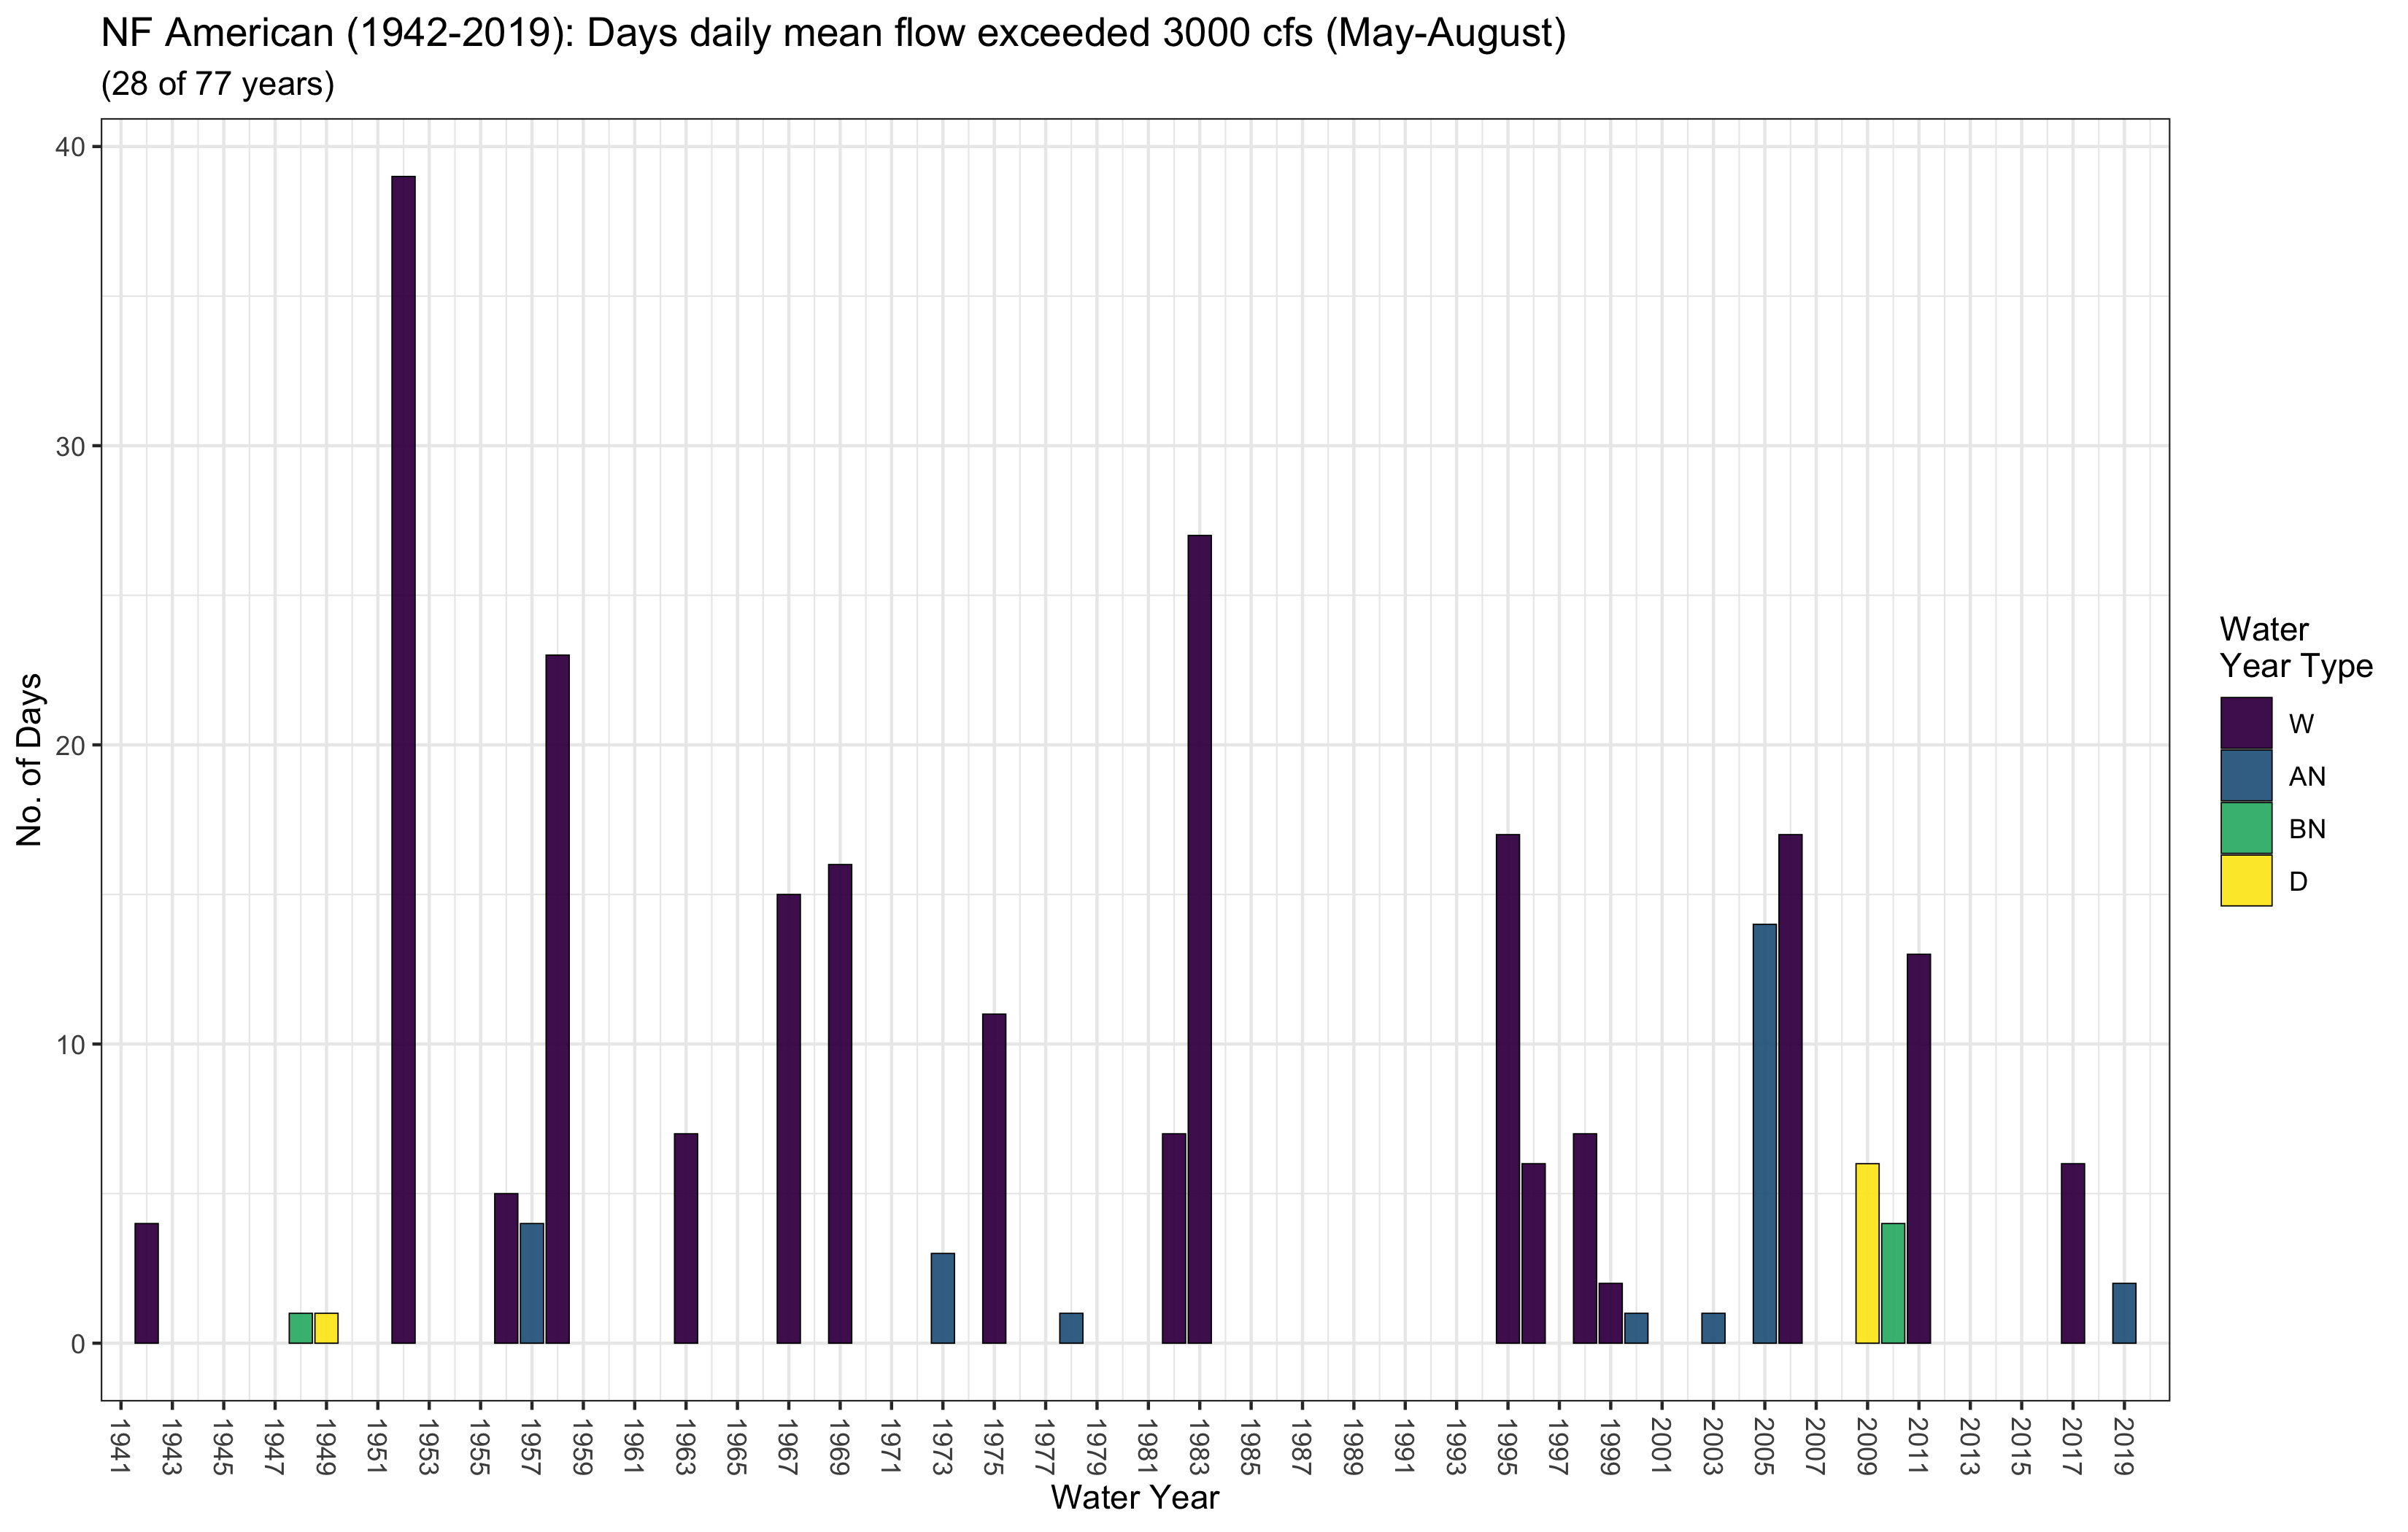 NF American (1942-2019): Days daily mean flow exceeded 3000 cfs (May-August)
(28 of 77 years)
No. of Days
40
30
20
10
0
1941 1943 1945 1947 1949 1951 1953 1955 1957 1959 1961 1963 1965 1967 1969 1971 1973 1975 1977 1979 1981 1983 1985 1987 1989 1991 1993 1995 1997 1999 2001 2003 2005 2007 2009 2011 2013 2015 2017 2019
Water Year
Water
Year Type
W
AN
BN
D